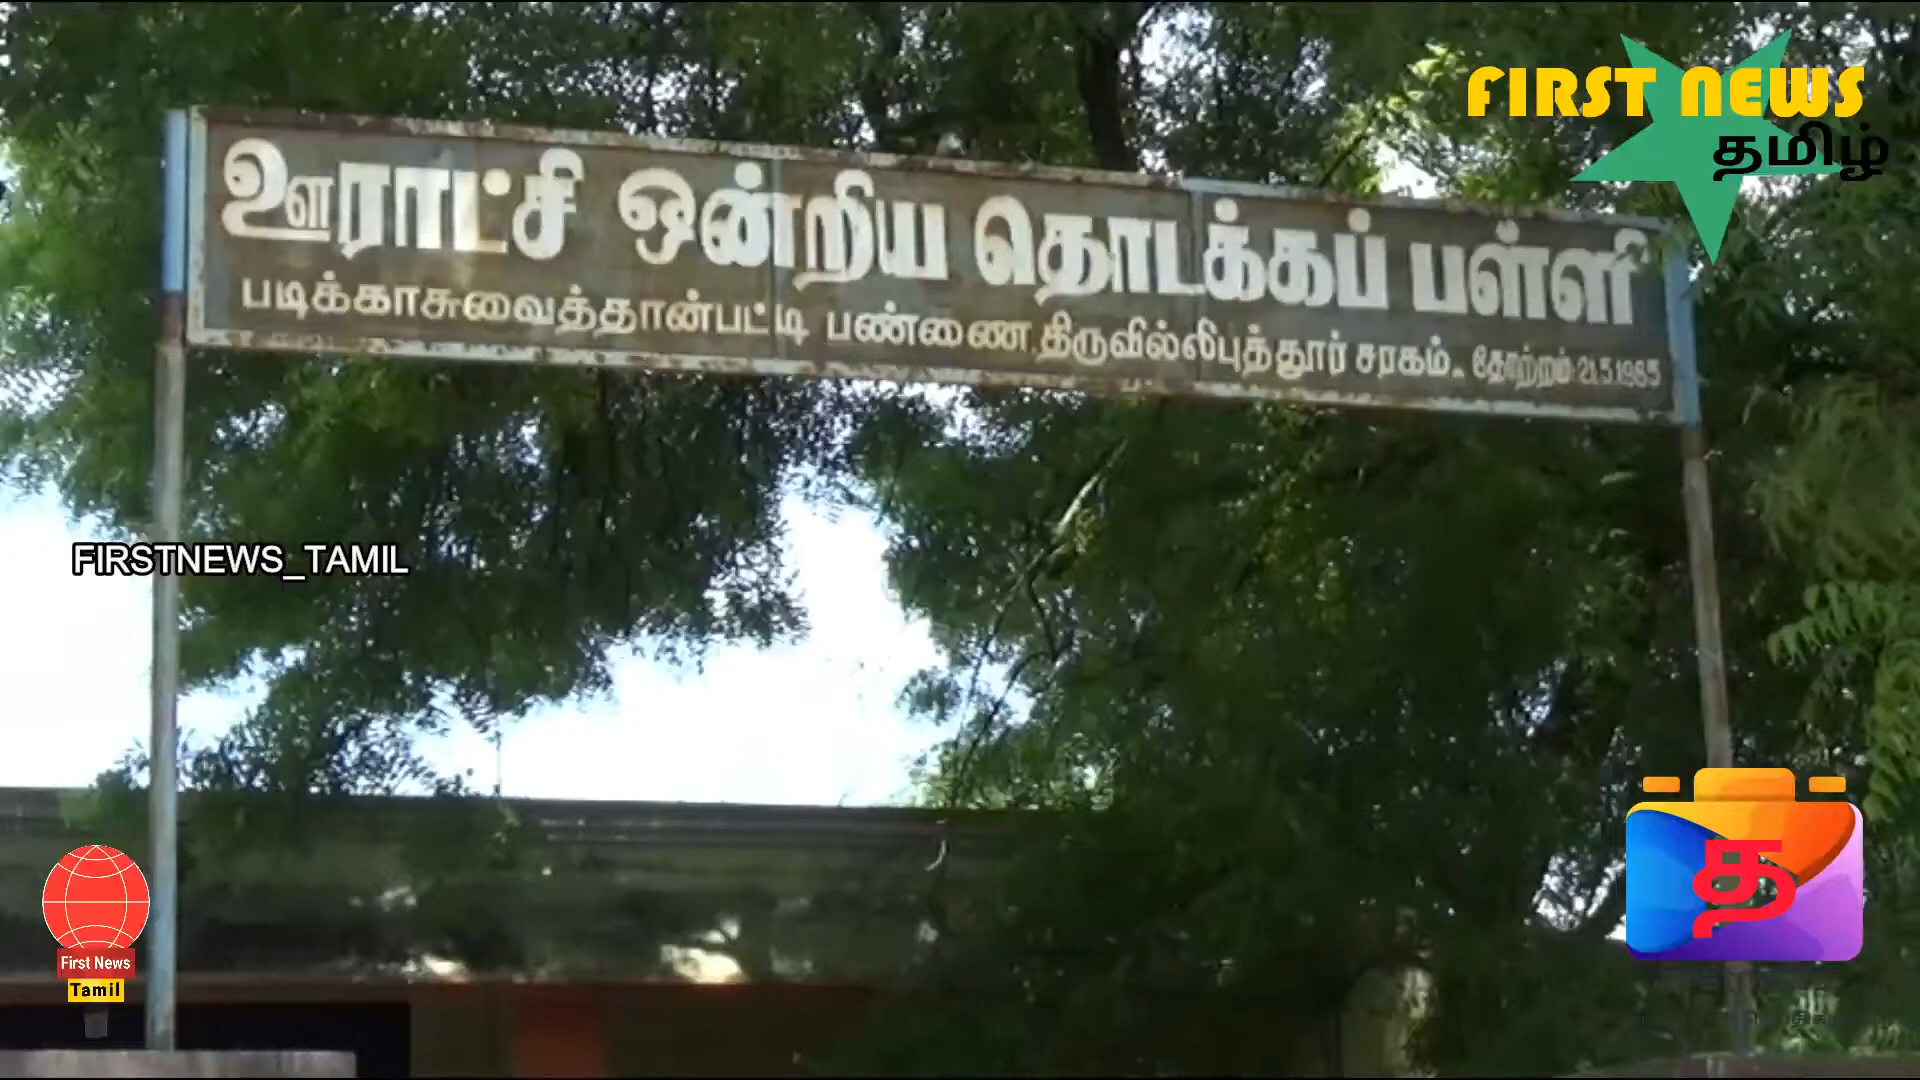 FIRST NEWS
தமிழ்
ஊராட்சி ஒன்றிய தொடக்கப் பள்ளி
படிக்காசுவைத்தான்பட்டி பண்ணை, திருவில்லிபுத்தூர் சரகம்.. தோற்றம் 21.5.1985
FIRSTNEWS_TAMIL
த
First News
Tamil